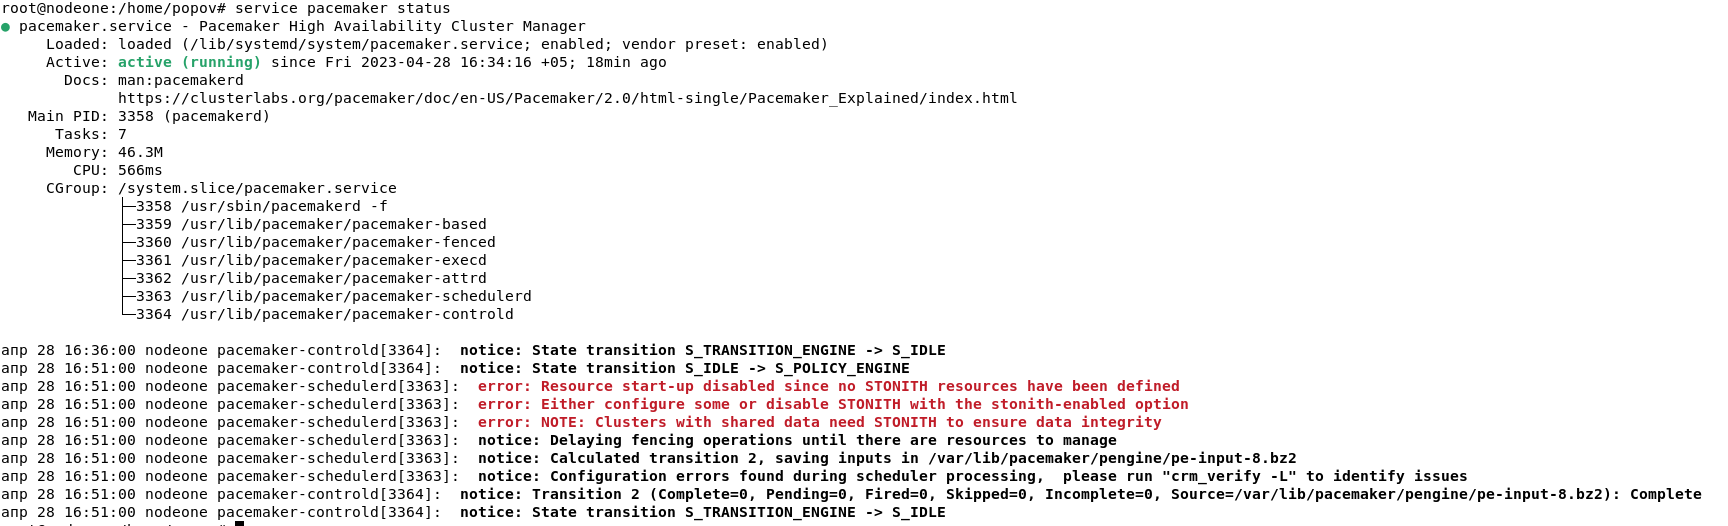 root@nodeone:/home/popov# service pacemaker status
● pacemaker.service - Pacemaker High Availability Cluster Manager
     Loaded: loaded (/lib/systemd/system/pacemaker.service; enabled; vendor preset: enabled)
     Active: active (running) since Fri 2023-04-28 16:34:16 +05; 18min ago
       Docs: man:pacemakerd
             https://clusterlabs.org/pacemaker/doc/en-US/Pacemaker/2.0/html-single/Pacemaker_Explained/index.html
   Main PID: 3358 (pacemakerd)
      Tasks: 7
     Memory: 46.3M
        CPU: 566ms
     CGroup: /system.slice/pacemaker.service
             ├─3358 /usr/sbin/pacemakerd -f
             ├─3359 /usr/lib/pacemaker/pacemaker-based
             ├─3360 /usr/lib/pacemaker/pacemaker-fenced
             ├─3361 /usr/lib/pacemaker/pacemaker-execd
             ├─3362 /usr/lib/pacemaker/pacemaker-attrd
             ├─3363 /usr/lib/pacemaker/pacemaker-schedulerd
             └─3364 /usr/lib/pacemaker/pacemaker-controld
апр 28 16:36:00 nodeone pacemaker-controld[3364]:  notice: State transition S_TRANSITION_ENGINE -> S_IDLE
апр 28 16:51:00 nodeone pacemaker-controld[3364]:  notice: State transition S_IDLE -> S_POLICY_ENGINE
апр 28 16:51:00 nodeone pacemaker-schedulerd[3363]:  error: Resource start-up disabled since no STONITH resources have been defined
апр 28 16:51:00 nodeone pacemaker-schedulerd[3363]:  error: Either configure some or disable STONITH with the stonith-enabled option
апр 28 16:51:00 nodeone pacemaker-schedulerd[3363]:  error: NOTE: Clusters with shared data need STONITH to ensure data integrity
апр 28 16:51:00 nodeone pacemaker-schedulerd[3363]:  notice: Delaying fencing operations until there are resources to manage
апр 28 16:51:00 nodeone pacemaker-schedulerd[3363]:  notice: Calculated transition 2, saving inputs in /var/lib/pacemaker/pengine/pe-input-8.bz2
апр 28 16:51:00 nodeone pacemaker-schedulerd[3363]:  notice: Configuration errors found during scheduler processing,  please run "crm_verify -L" to identify issues
апр 28 16:51:00 nodeone pacemaker-controld[3364]:  notice: Transition 2 (Complete=0, Pending=0, Fired=0, Skipped=0, Incomplete=0, Source=/var/lib/pacemaker/pengine/pe-input-8.bz2): Complete
апр 28 16:51:00 nodeone pacemaker-controld[3364]:  notice: State transition S_TRANSITION_ENGINE -> S_IDLE